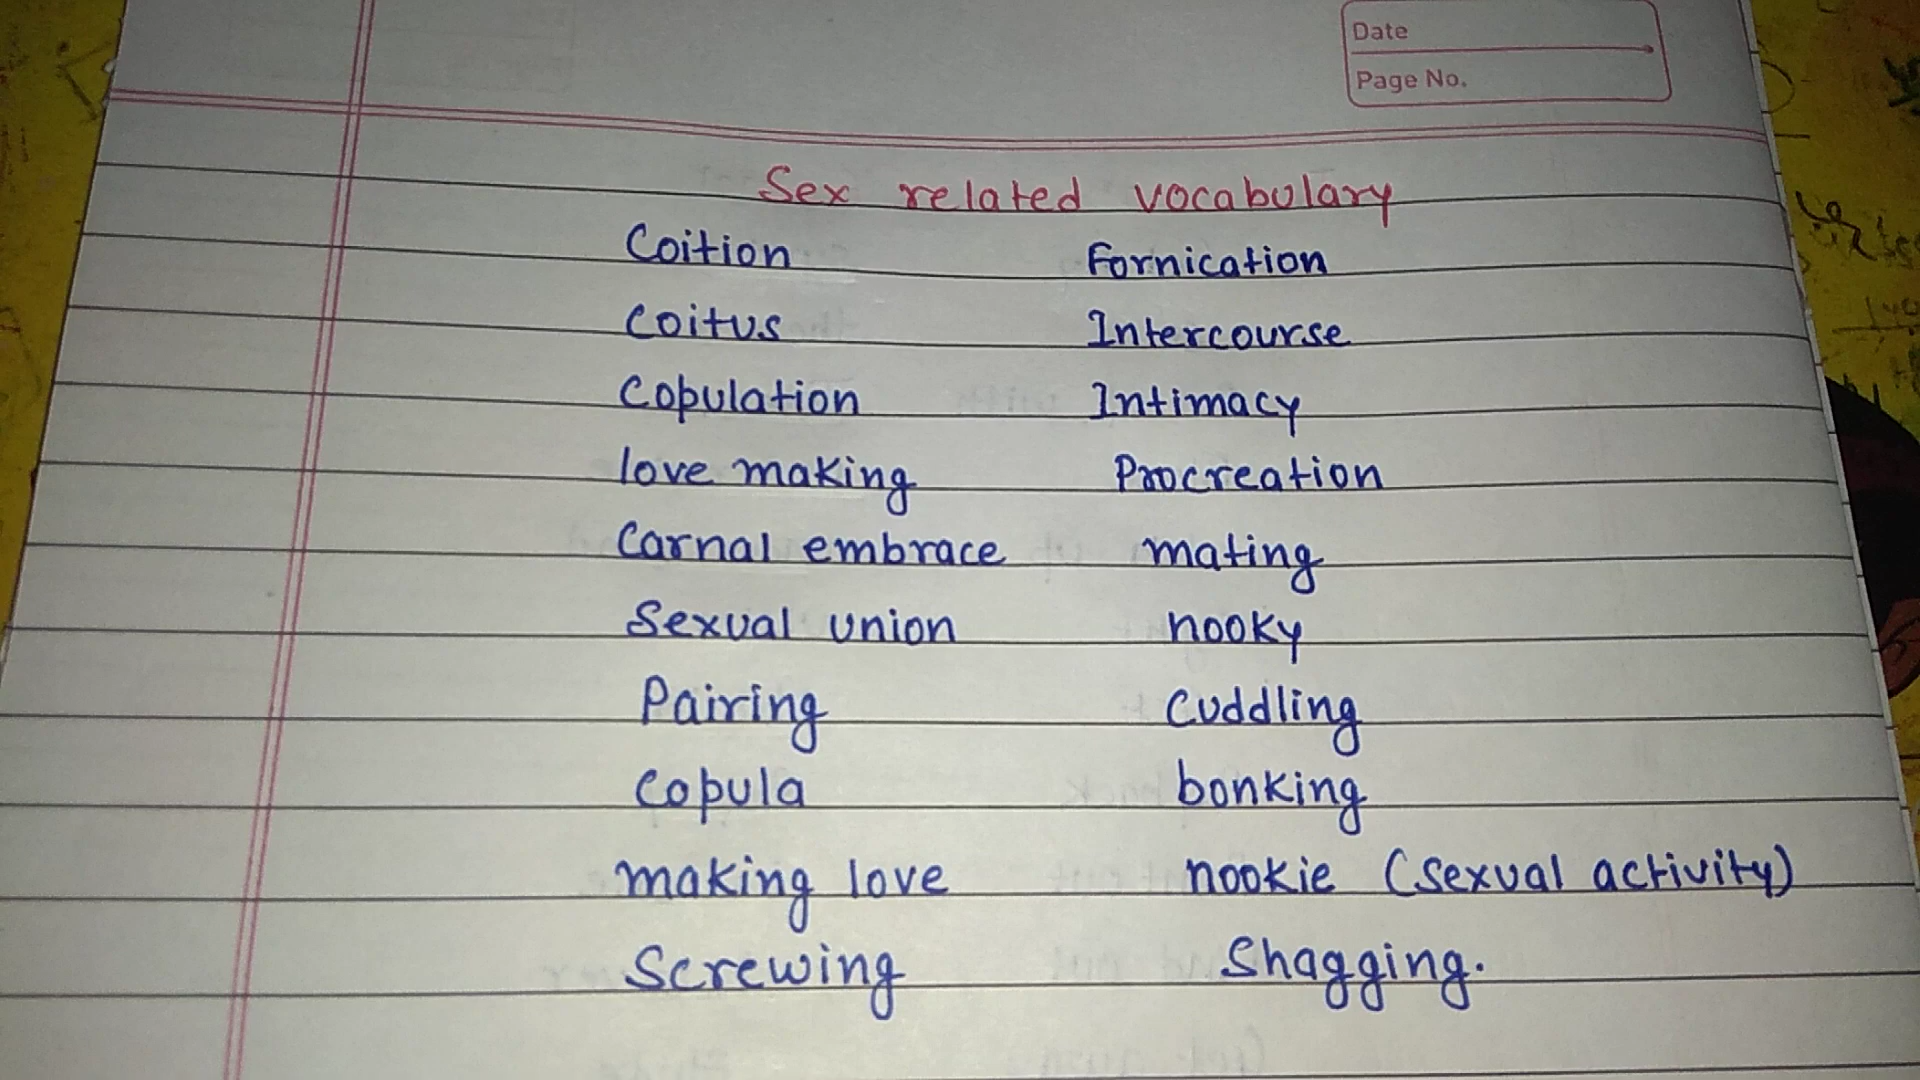 Date
Page No.
Sex related vocabulary
Coition Fornication
Coitus Intercourse
Copulation Intimacy
love making Procreation
Carnal embrace mating
Sexual union nooky
Pairing Cuddling
Copula bonking
making love nookie (sexual activity)
Screwing Shagging.